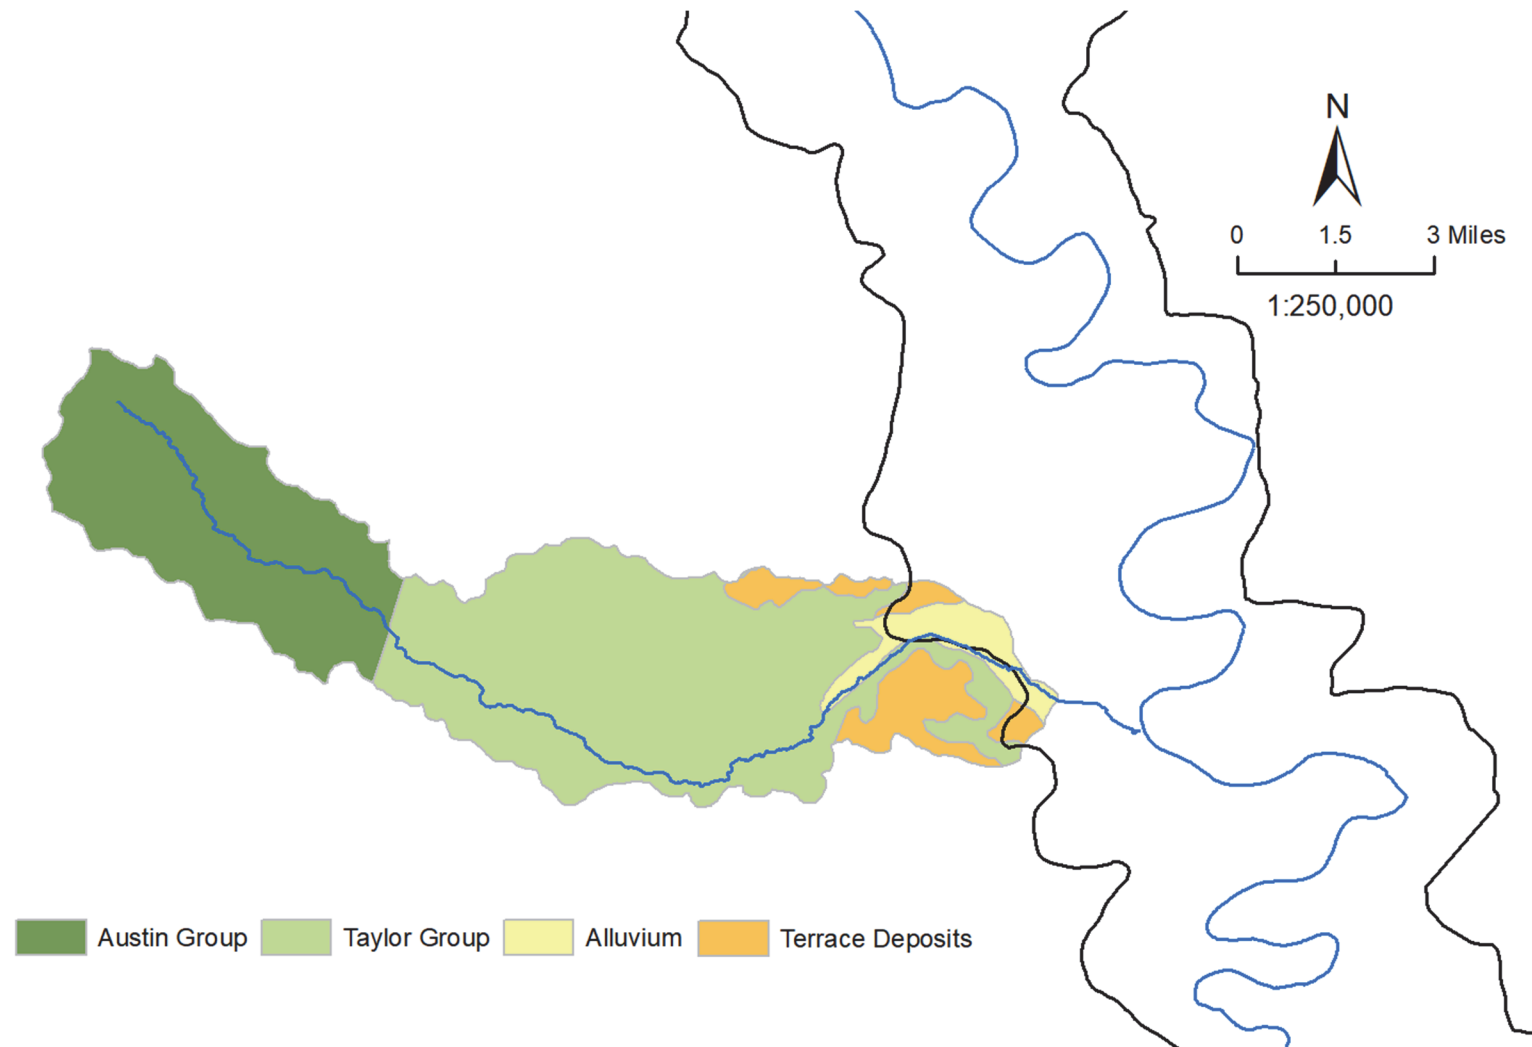 N
0 1.5 3 Miles
1:250,000
Austin Group Taylor Group Alluvium Terrace Deposits